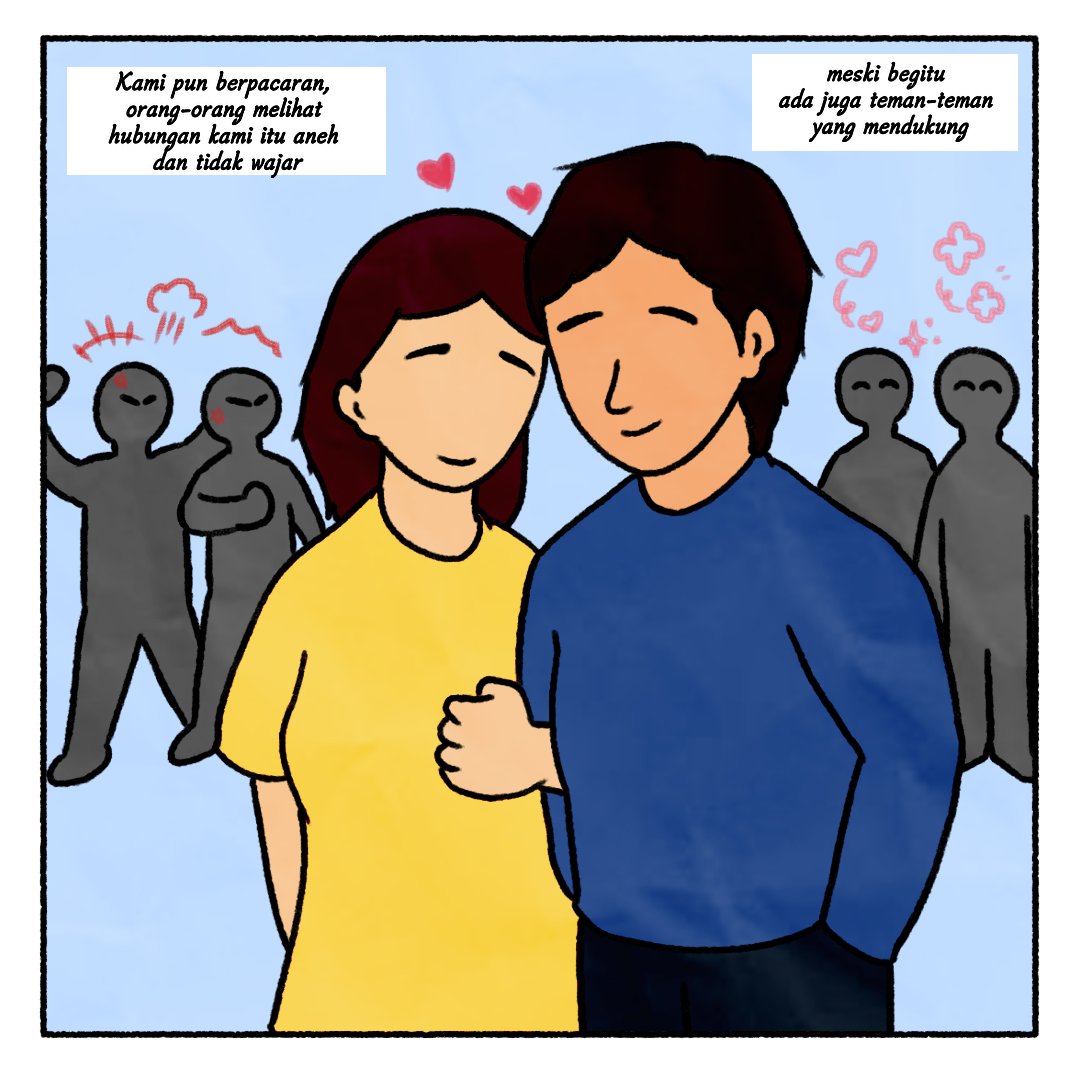 Kami pun berpacaran,
orang-orang melihat
hubungan kami itu aneh
dan tidak wajar
meski begitu
ada juga teman-teman
yang mendukung